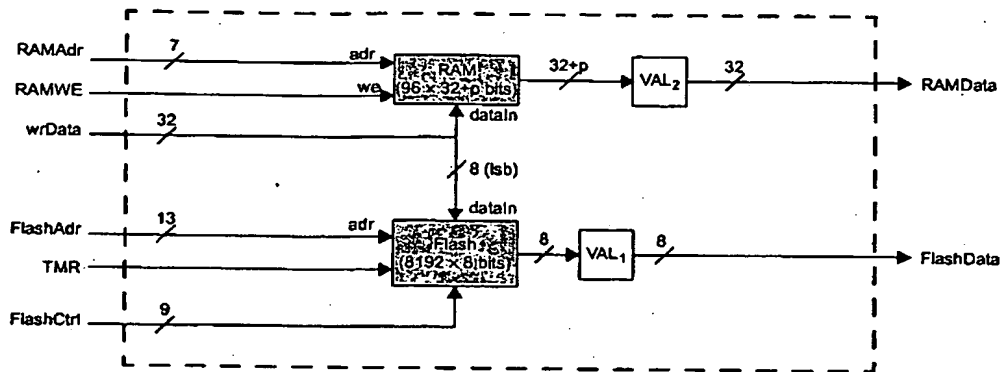 RAMAdr
7
adr
RAM
(96 x 32+p bits)
32+p
VAL2
32
RAMData
RAMWE
we
wrData
32
dataIn
8 (lsb)
dataIn
FlashAdr
13
adr
Flash
(8192 x 8 bits)
8
VAL1
8
FlashData
TMR
FlashCtrl
9